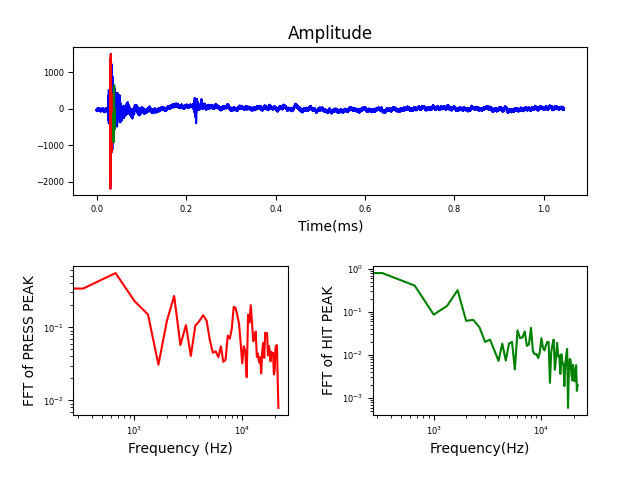 Amplitude
1000
0
−1000
−2000
0.0 0.2 0.4 0.6 0.8 1.0
Time(ms)
FFT of PRESS PEAK
10⁻¹
10⁻²
10³ 10⁴
Frequency (Hz)
FFT of HIT PEAK
10⁰
10⁻¹
10⁻²
10⁻³
10³ 10⁴
Frequency(Hz)